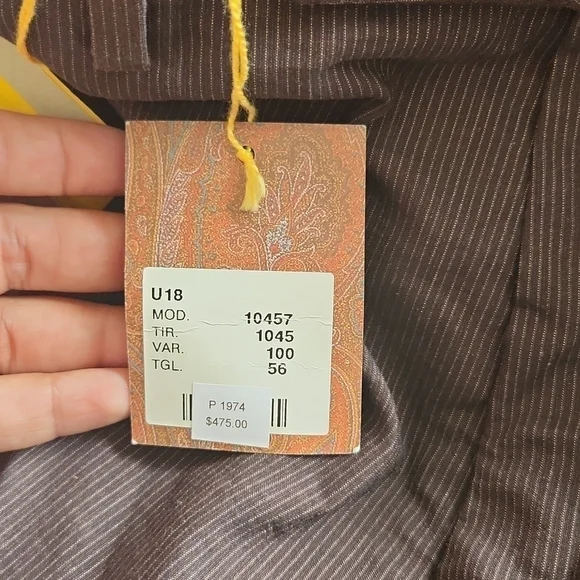 U18
MOD. 10457
TIR. 1045
VAR. 100
TGL. 56
P 1974
$475.00